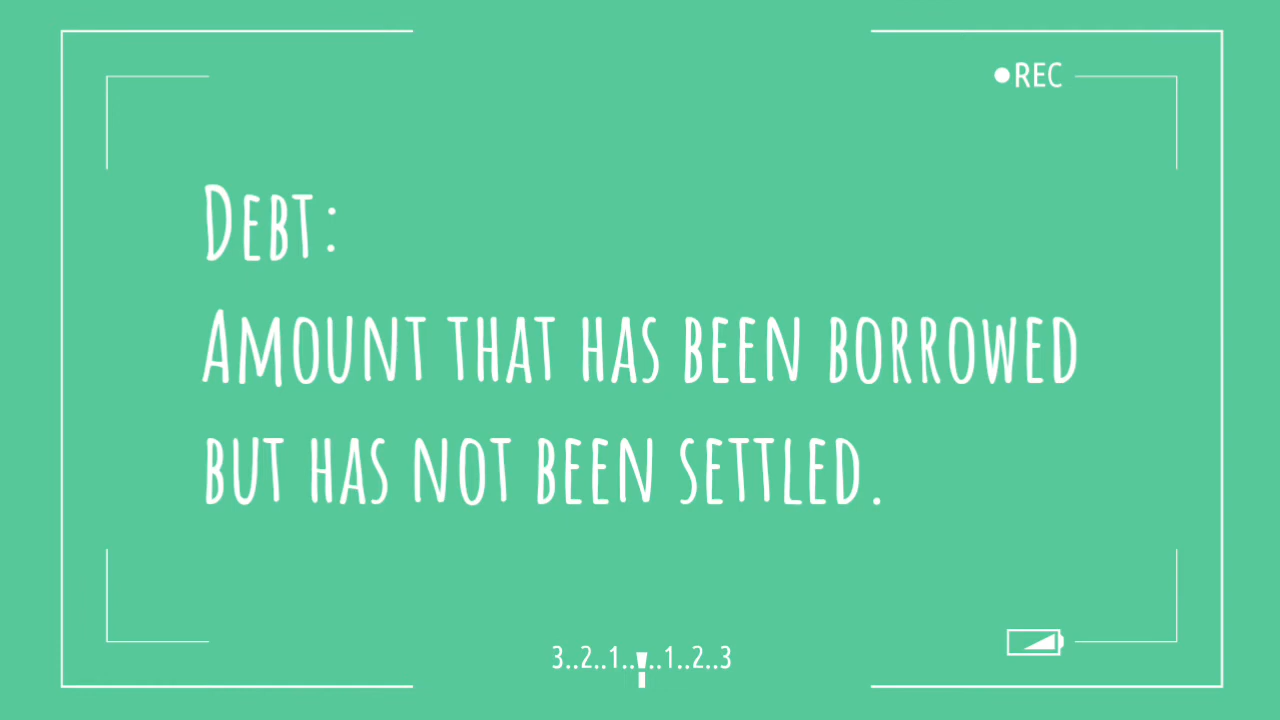 ●REC
Debt:
Amount that has been borrowed
but has not been settled.
3..2..1....1..2..3